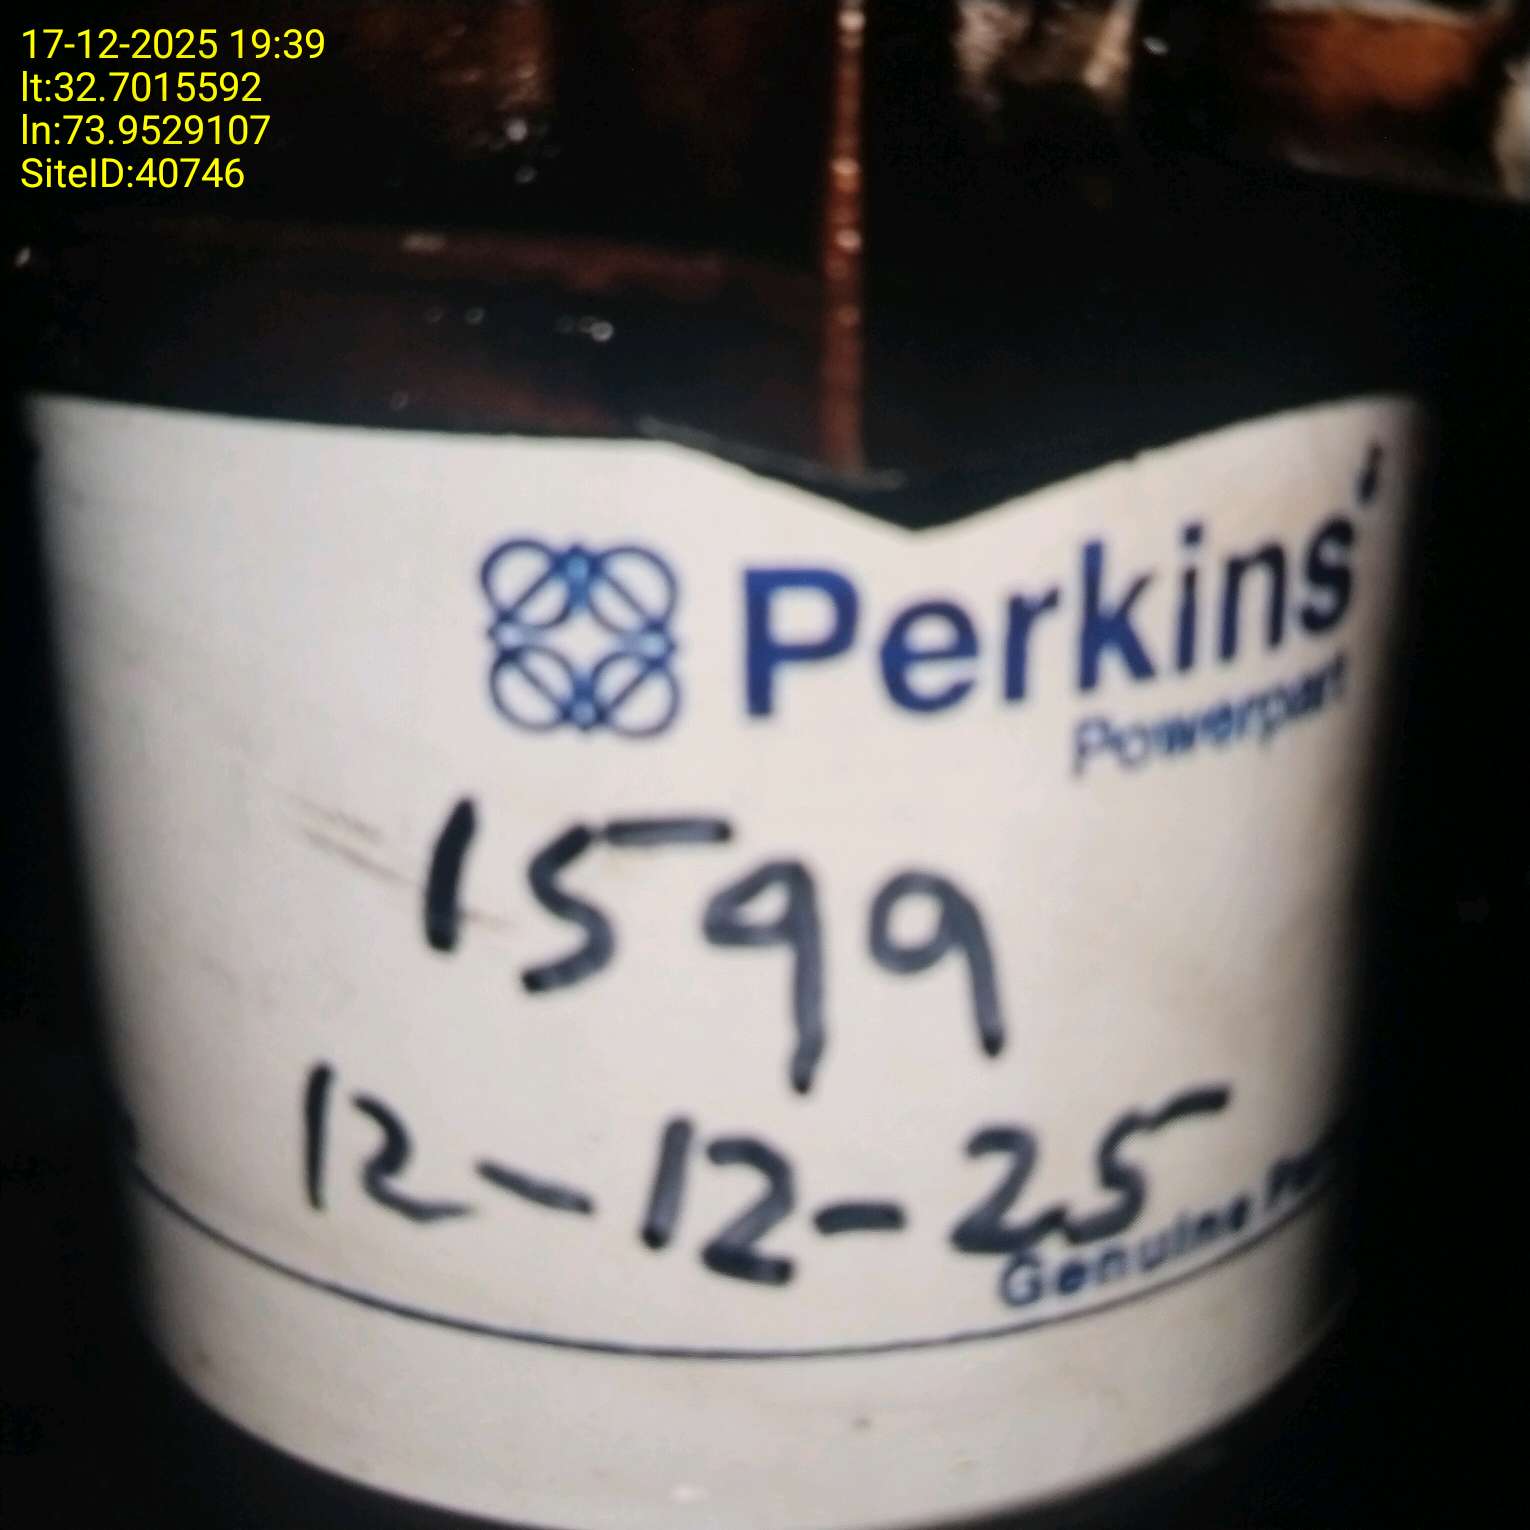 17-12-2025 19:39
lt:32.7015592
ln:73.9529107
SiteID:40746
Perkins
Powerpart
1599
12-12-25
Genuine